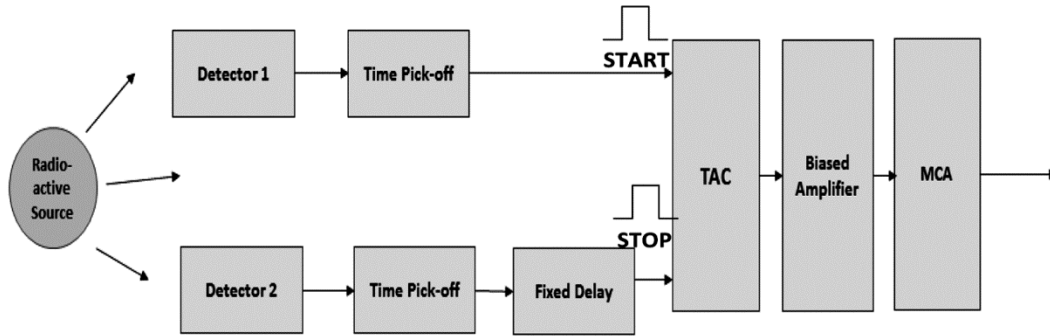 START
Detector 1
Time Pick-off
Radio-
active
Source
TAC
Biased
Amplifier
MCA
STOP
Detector 2
Time Pick-off
Fixed Delay